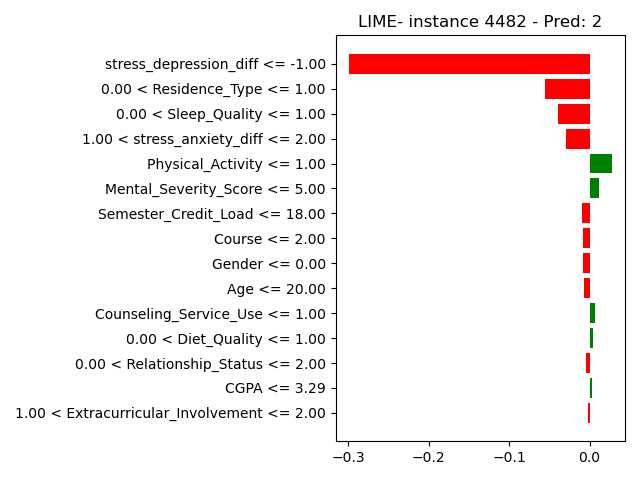 LIME- instance 4482 - Pred: 2
stress_depression_diff <= -1.00
0.00 < Residence_Type <= 1.00
0.00 < Sleep_Quality <= 1.00
1.00 < stress_anxiety_diff <= 2.00
Physical_Activity <= 1.00
Mental_Severity_Score <= 5.00
Semester_Credit_Load <= 18.00
Course <= 2.00
Gender <= 0.00
Age <= 20.00
Counseling_Service_Use <= 1.00
0.00 < Diet_Quality <= 1.00
0.00 < Relationship_Status <= 2.00
CGPA <= 3.29
1.00 < Extracurricular_Involvement <= 2.00
−0.3 −0.2 −0.1 0.0